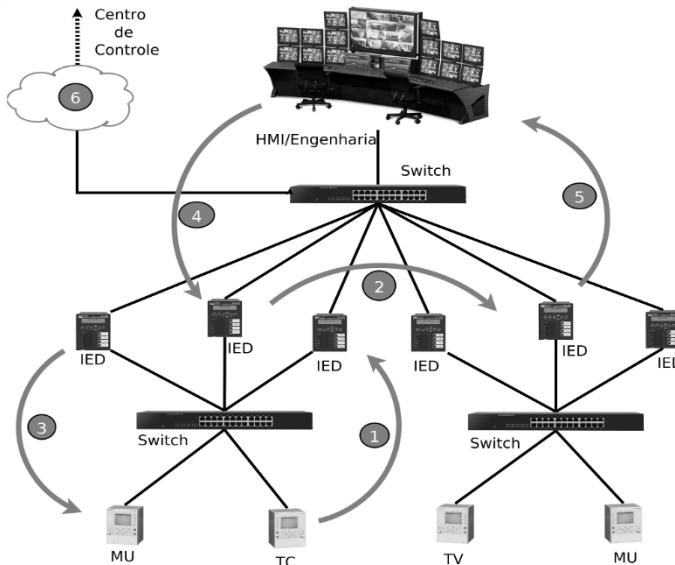 Centro
de
Controle
6
HMI/Engenharia
Switch
4
5
2
IED
IED
IED
IED
IED
IED
3
1
Switch
Switch
MU
TC
TV
MU